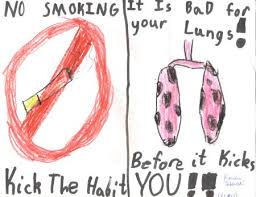 NO SMOKING
Kick The Habit
It Is BaD for
your Lungs!
Before it Kicks
YOU!!!